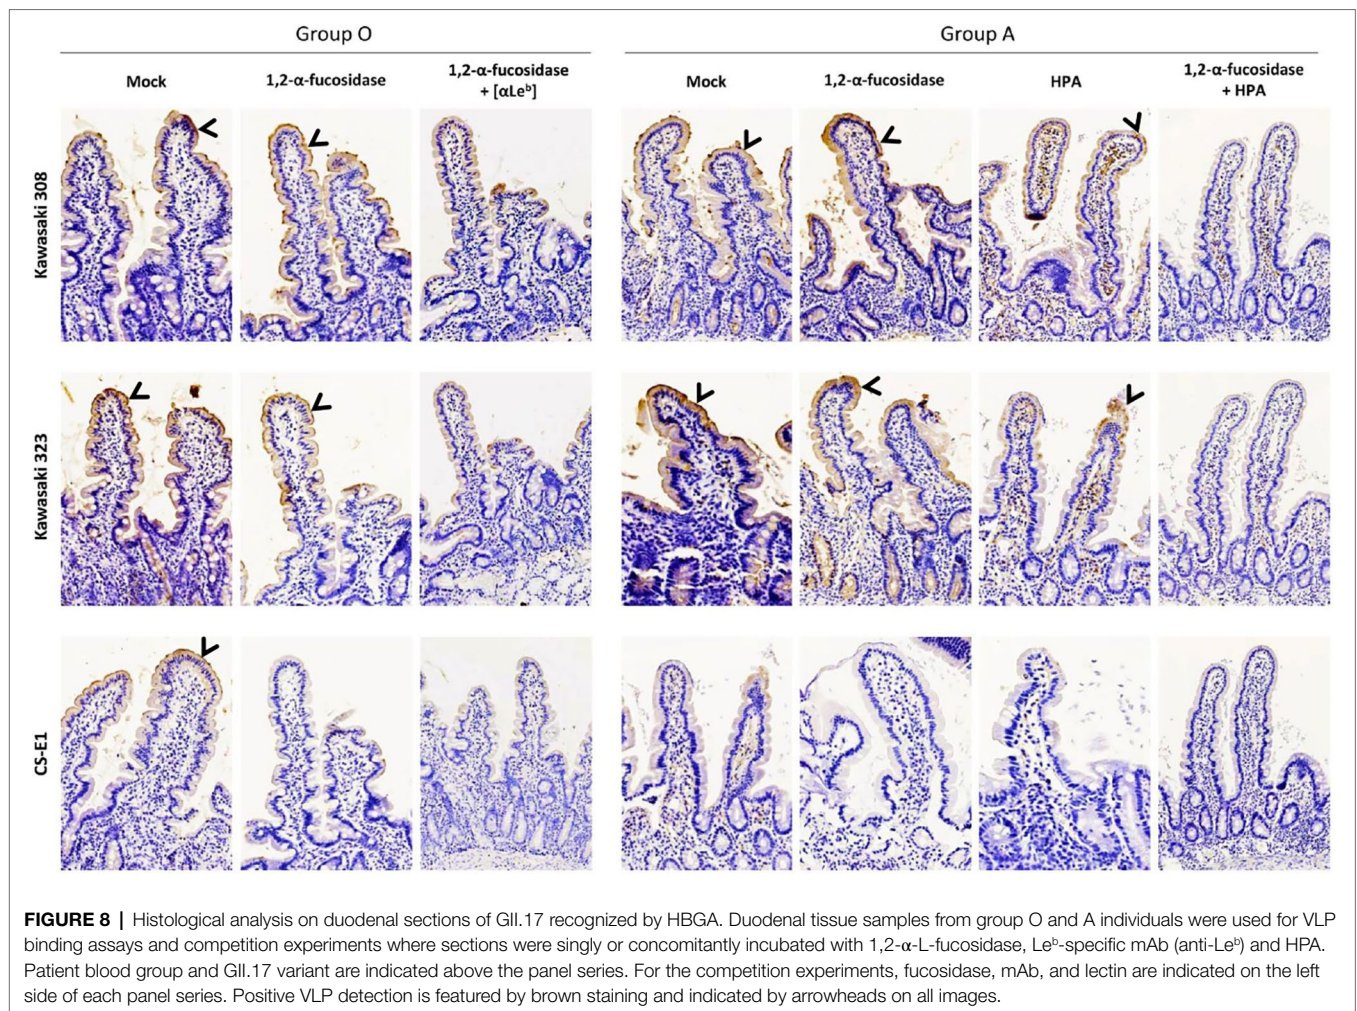 Group O
Group A
Mock
1,2-α-fucosidase
1,2-α-fucosidase
+ [αLeᵇ]
Mock
1,2-α-fucosidase
HPA
1,2-α-fucosidase
+ HPA
Kawasaki 308
Kawasaki 323
CS-E1
FIGURE 8 | Histological analysis on duodenal sections of GII.17 recognized by HBGA. Duodenal tissue samples from group O and A individuals were used for VLP
binding assays and competition experiments where sections were singly or concomitantly incubated with 1,2-α-L-fucosidase, Leᵇ-specific mAb (anti-Leᵇ) and HPA.
Patient blood group and GII.17 variant are indicated above the panel series. For the competition experiments, fucosidase, mAb, and lectin are indicated on the left
side of each panel series. Positive VLP detection is featured by brown staining and indicated by arrowheads on all images.